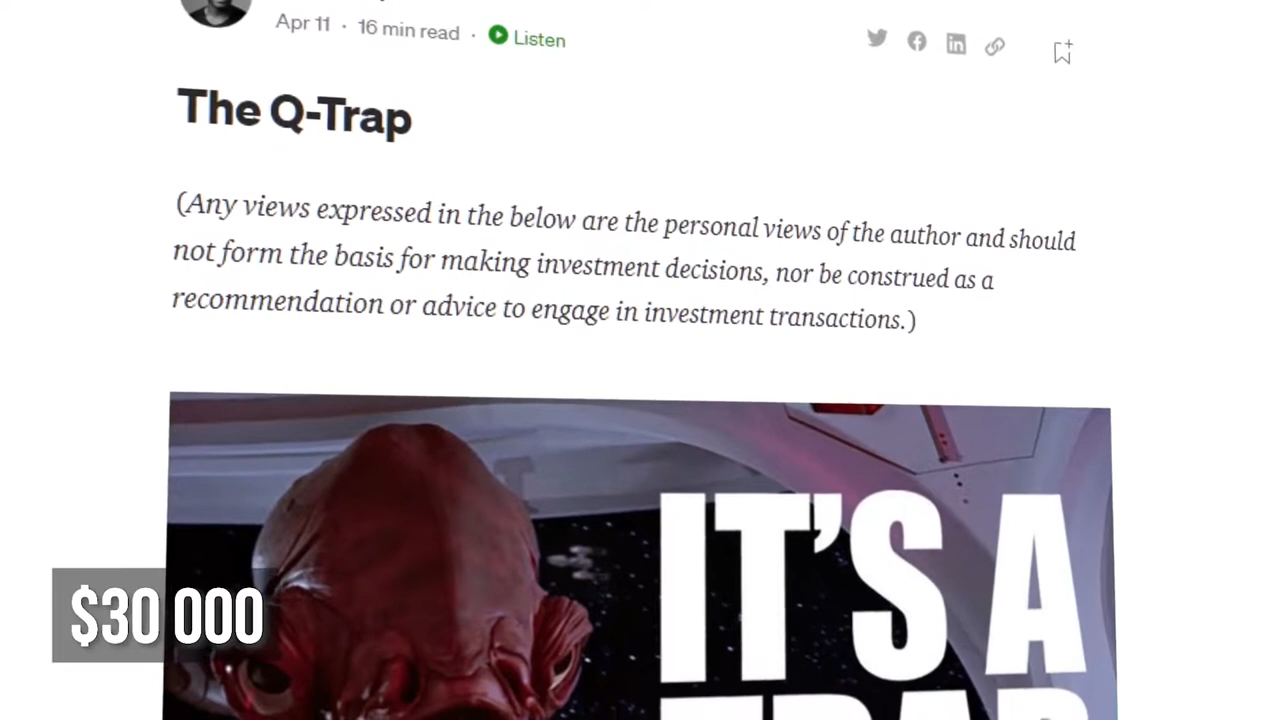 Apr 11 · 16 min read · Listen
The Q-Trap
(Any views expressed in the below are the personal views of the author and should
not form the basis for making investment decisions, nor be construed as a
recommendation or advice to engage in investment transactions.)
IT'S A
TRAP
$30 000